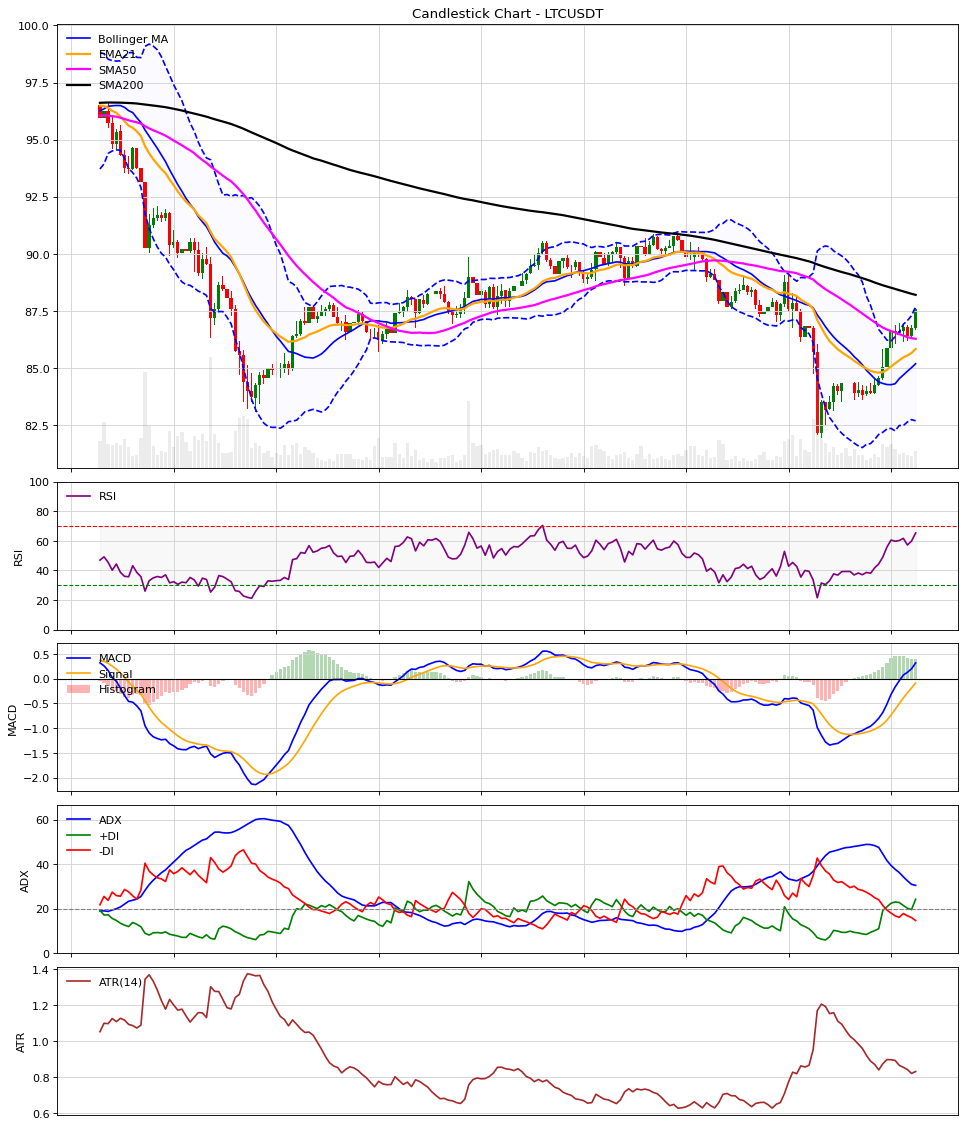 Candlestick Chart - LTCUSDT
100.0
97.5
95.0
92.5
90.0
87.5
85.0
82.5
Bollinger MA
EMA21
SMA50
SMA200
100
80
60
40
20
0
RSI
RSI
0.5
0.0
−0.5
−1.0
−1.5
−2.0
MACD
MACD
Signal
Histogram
60
40
20
0
ADX
ADX
+DI
-DI
1.4
1.2
1.0
0.8
0.6
ATR
ATR(14)